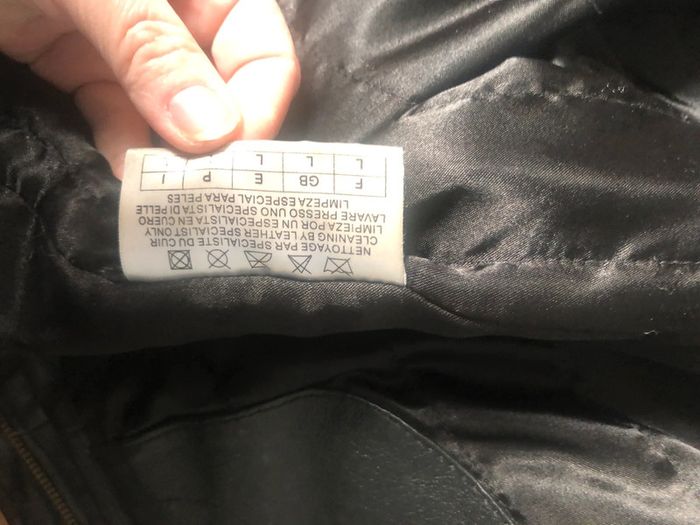 NETTOYAGE PAR SPECIALISTE DU CUIR
CLEANING BY LEATHER SPECIALIST ONLY
LIMPIEZA POR UN ESPECIALISTA EN CUERO
LAVARE PRESSO UNO SPECIALISTA DI PELLE
LIMPEZA ESPECIAL PARA PELES
I P E GB F
L L L